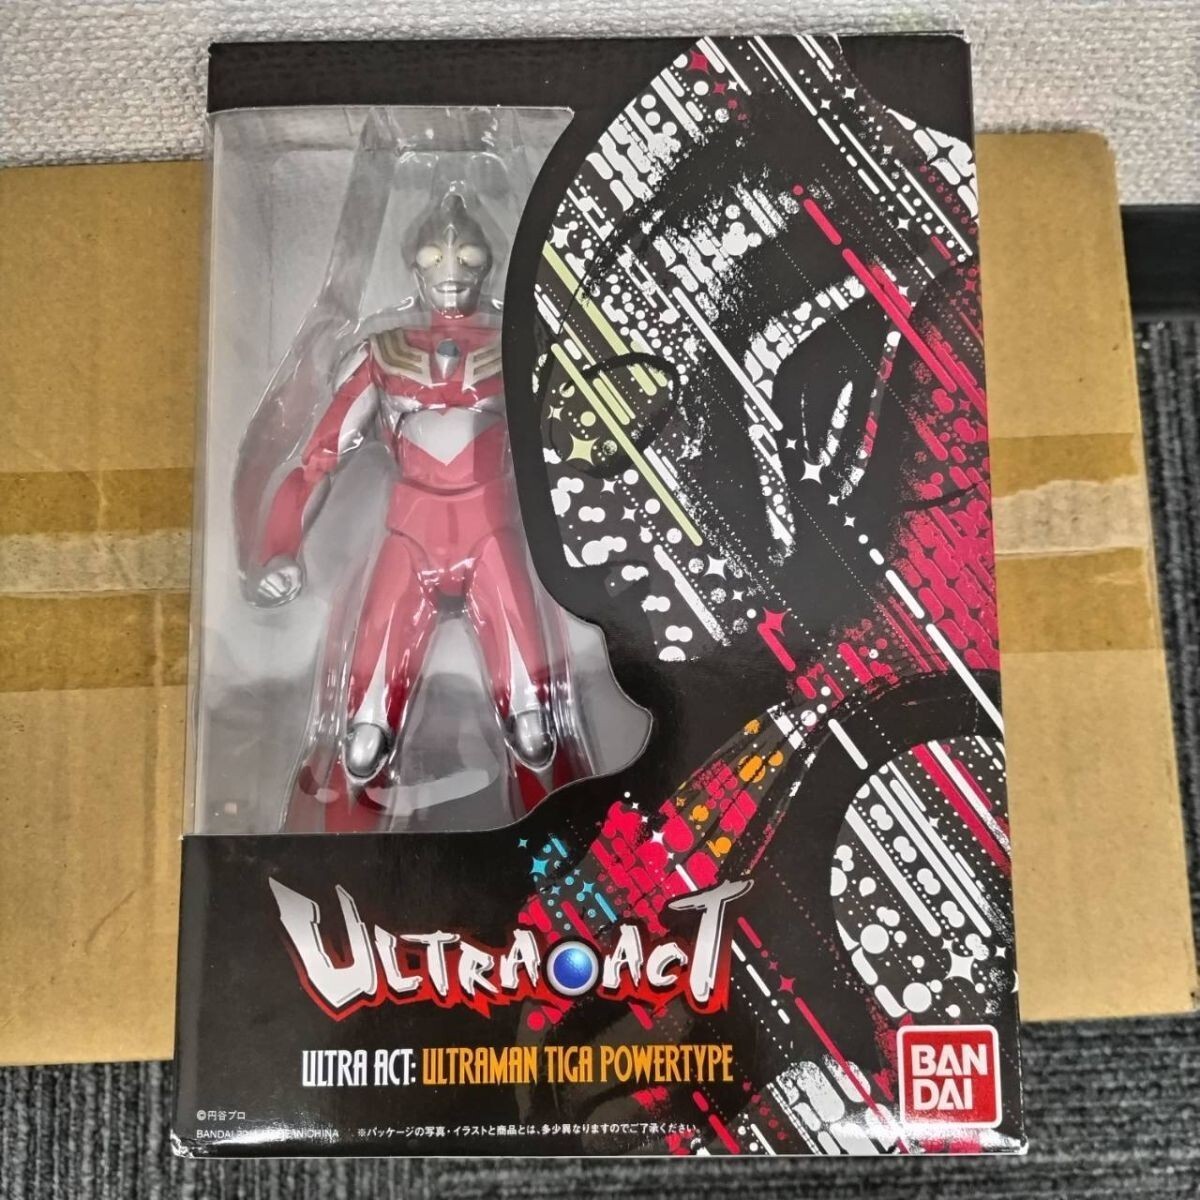 ULTRA ACT
ULTRA ACT: ULTRAMAN TIGA POWERTYPE
BAN
DAI
©円谷プロ
BANDAI CHINA ※パッケージの写真・イラストと商品とは、多少異なりますのでご了承ください。